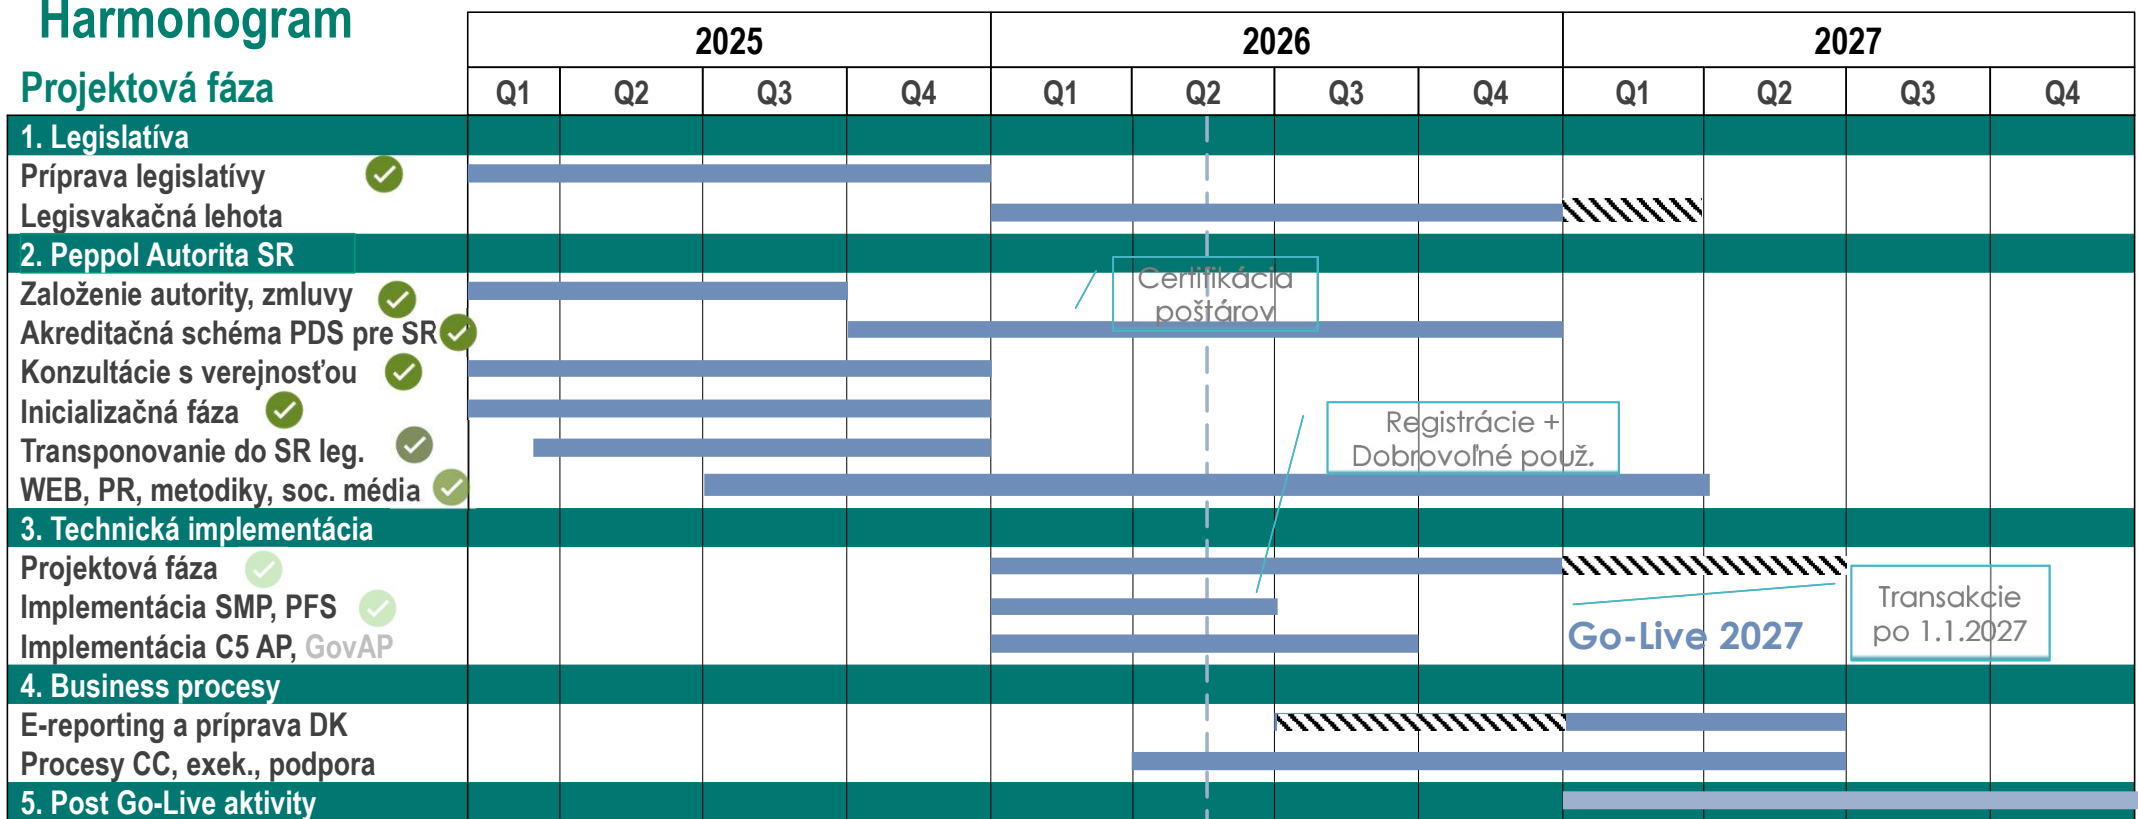 Harmonogram
2025 2026 2027
Projektová fáza Q1 Q2 Q3 Q4 Q1 Q2 Q3 Q4 Q1 Q2 Q3 Q4
1. Legislatíva
Príprava legislatívy
Legisvakačná lehota
2. Peppol Autorita SR
Certifikácia
poštárov
Založenie autority, zmluvy
Akreditačná schéma PDS pre SR
Konzultácie s verejnosťou
Inicializačná fáza
Registrácie +
Dobrovoľné použ.
Transponovanie do SR leg.
WEB, PR, metodiky, soc. média
3. Technická implementácia
Projektová fáza
Implementácia SMP, PFS
Transakcie
po 1.1.2027
Implementácia C5 AP, GovAP
Go-Live 2027
4. Business procesy
E-reporting a príprava DK
Procesy CC, exek., podpora
5. Post Go-Live aktivity